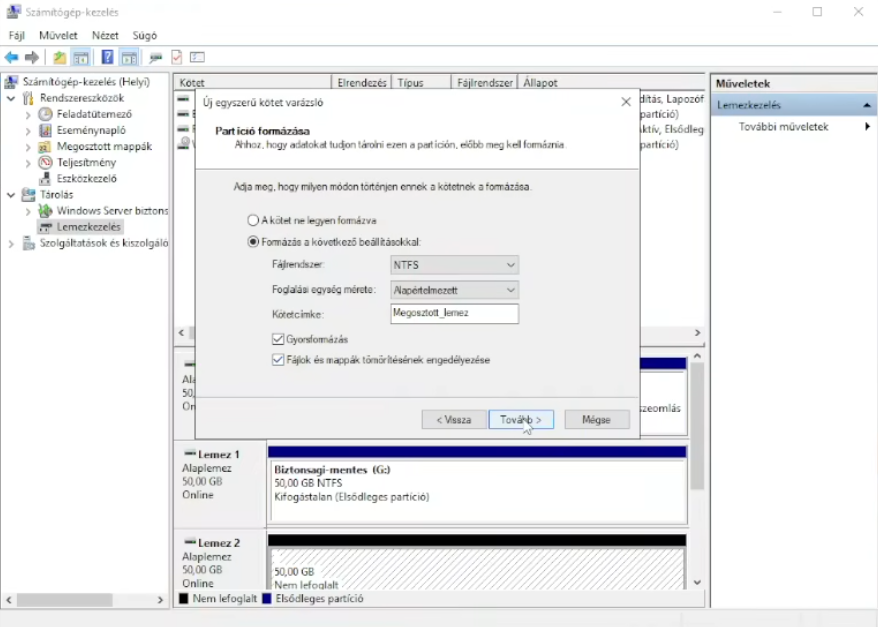 Számítógép-kezelés
Fájl Művelet Nézet Súgó
Számítógép-kezelés (Helyi)
Rendszereszközök
Feladatütemező
Eseménynapló
Megosztott mappák
Teljesítmény
Eszközkezelő
Tárolás
Windows Server biztons
Lemezkezelés
Szolgáltatások és kiszolgáló
Kötet Elrendezés Típus Fájlrendszer Állapot
dítás, Lapozóf
partíció)
ktív, Elsődleg
partíció)
Új egyszerű kötet varázsló
Partíció formázása
Ahhoz, hogy adatokat tudjon tárolni ezen a partíción, előbb meg kell formáznia.
Adja meg, hogy milyen módon történjen ennek a kötetnek a formázása.
A kötet ne legyen formázva
Formázás a következő beállításokkal:
Fájlrendszer: NTFS
Foglalási egység mérete: Alapértelmezett
Kötetcímke: Megosztott_lemez
Gyorsformázás
Fájlok és mappák tömörítésének engedélyezése
< Vissza Tovább > Mégse
Ala
50,
On
zeomlás
Lemez 1
Alaplemez
50,00 GB
Online
Biztonsagi-mentes (G:)
50,00 GB NTFS
Kifogástalan (Elsődleges partíció)
Lemez 2
Alaplemez
50,00 GB
Online
50,00 GB
Nem lefoglalt
Nem lefoglalt Elsődleges partíció
Műveletek
Lemezkezelés
További műveletek